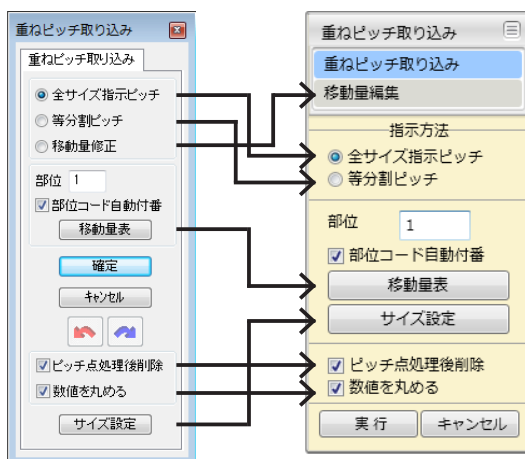 重ねピッチ取り込み
重ねピッチ取り込み
全サイズ指示ピッチ
等分割ピッチ
移動量修正
部位 1
部位コード自動付番
移動量表
確定
キャンセル
ピッチ点処理後削除
数値を丸める
サイズ設定
重ねピッチ取り込み
重ねピッチ取り込み
移動量編集
指示方法
全サイズ指示ピッチ
等分割ピッチ
部位 1
部位コード自動付番
移動量表
サイズ設定
ピッチ点処理後削除
数値を丸める
実行 キャンセル